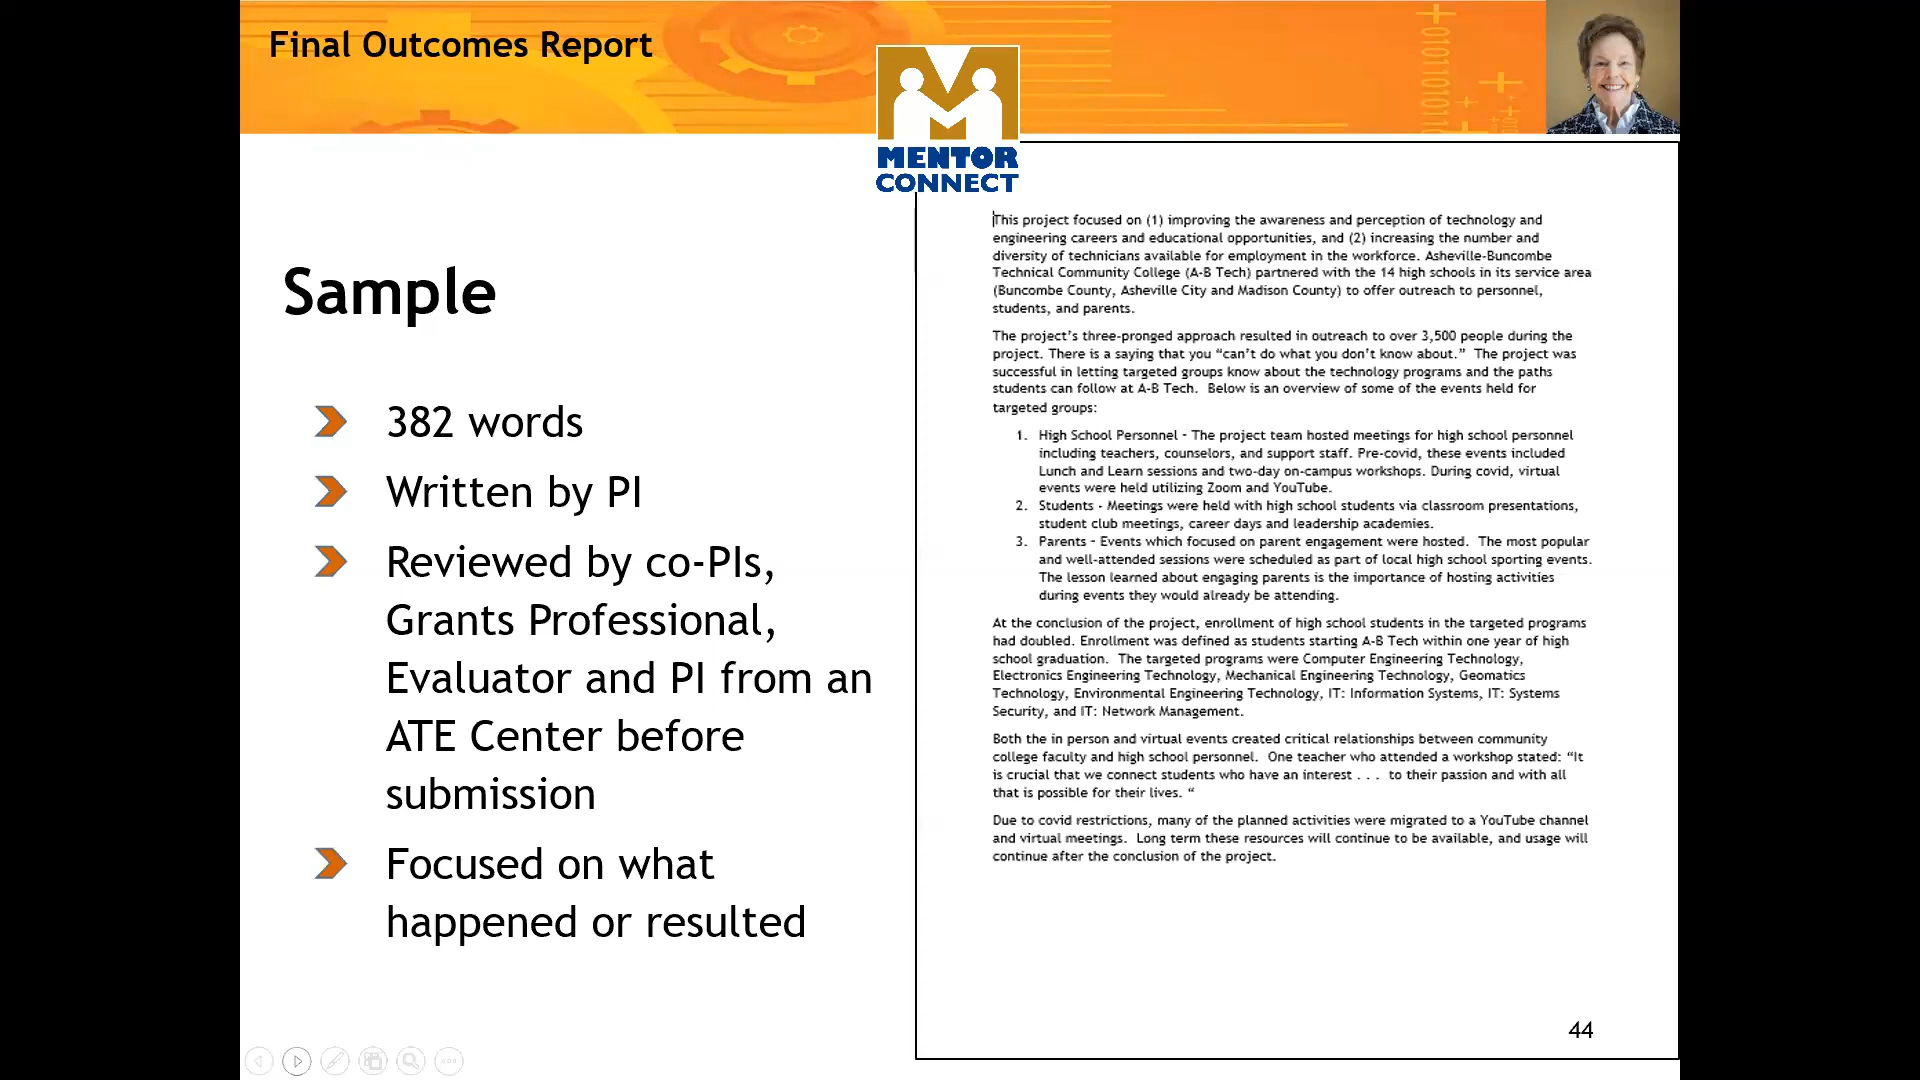 Final Outcomes Report
MENTOR
CONNECT
Sample
382 words
Written by PI
Reviewed by co-PIs,
Grants Professional,
Evaluator and PI from an
ATE Center before
submission
Focused on what
happened or resulted
This project focused on (1) improving the awareness and perception of technology and
engineering careers and educational opportunities, and (2) increasing the number and
diversity of technicians available for employment in the workforce. Asheville-Buncombe
Technical Community College (A-B Tech) partnered with the 14 high schools in its service area
(Buncombe County, Asheville City and Madison County) to offer outreach to personnel,
students, and parents.
The project's three-pronged approach resulted in outreach to over 3,500 people during the
project. There is a saying that you “can't do what you don't know about.”  The project was
successful in letting targeted groups know about the technology programs and the paths
students can follow at A-B Tech.  Below is an overview of some of the events held for
targeted groups:
1. High School Personnel - The project team hosted meetings for high school personnel
including teachers, counselors, and support staff. Pre-covid, these events included
Lunch and Learn sessions and two-day on-campus workshops. During covid, virtual
events were held utilizing Zoom and YouTube.
2. Students - Meetings were held with high school students via classroom presentations,
student club meetings, career days and leadership academies.
3. Parents – Events which focused on parent engagement were hosted.  The most popular
and well-attended sessions were scheduled as part of local high school sporting events.
The lesson learned about engaging parents is the importance of hosting activities
during events they would already be attending.
At the conclusion of the project, enrollment of high school students in the targeted programs
had doubled. Enrollment was defined as students starting A-B Tech within one year of high
school graduation.  The targeted programs were Computer Engineering Technology,
Electronics Engineering Technology, Mechanical Engineering Technology, Geomatics
Technology, Environmental Engineering Technology, IT: Information Systems, IT: Systems
Security, and IT: Network Management.
Both the in person and virtual events created critical relationships between community
college faculty and high school personnel.  One teacher who attended a workshop stated: “It
is crucial that we connect students who have an interest . . .  to their passion and with all
that is possible for their lives. “
Due to covid restrictions, many of the planned activities were migrated to a YouTube channel
and virtual meetings.  Long term these resources will continue to be available, and usage will
continue after the conclusion of the project.
44